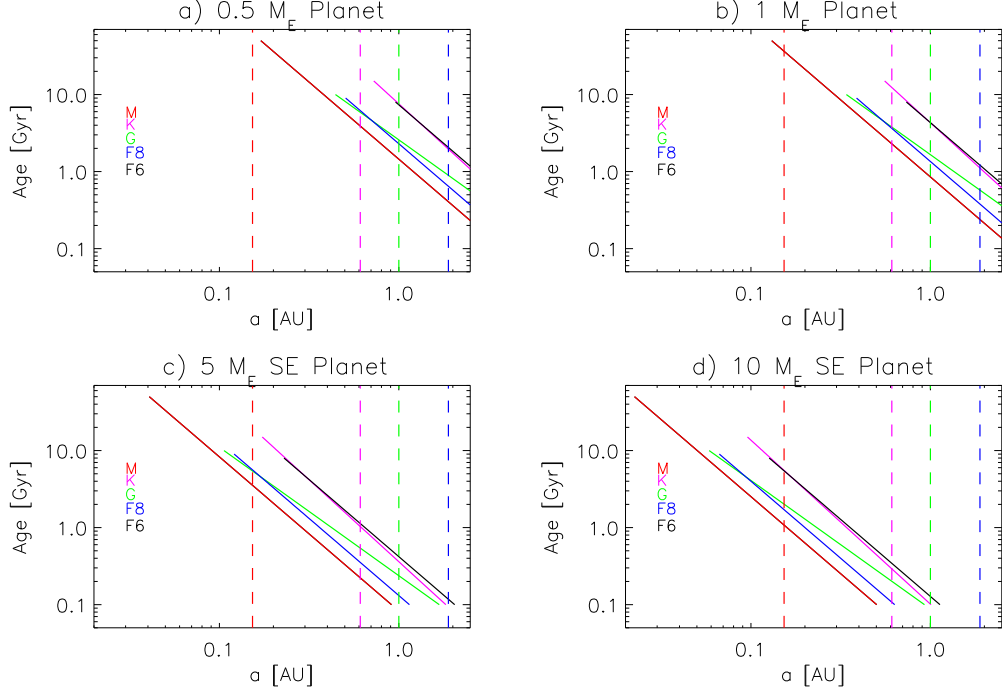 a) 0.5 M_E Planet
Age [Gyr]
10.0
1.0
0.1
M
K
G
F8
F6
0.1
1.0
a [AU]
b) 1 M_E Planet
Age [Gyr]
10.0
1.0
0.1
M
K
G
F8
F6
0.1
1.0
a [AU]
c) 5 M_E SE Planet
Age [Gyr]
10.0
1.0
0.1
M
K
G
F8
F6
0.1
1.0
a [AU]
d) 10 M_E SE Planet
Age [Gyr]
10.0
1.0
0.1
M
K
G
F8
F6
0.1
1.0
a [AU]